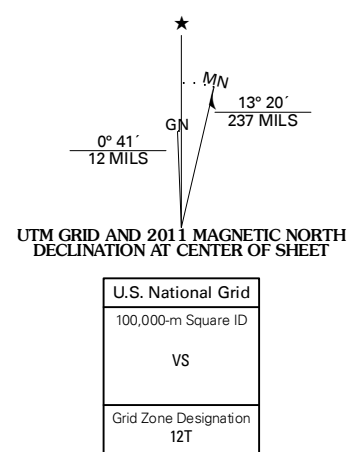 ★
MN
13° 20´
237 MILS
GN
0° 41´
12 MILS
UTM GRID AND 2011 MAGNETIC NORTH
DECLINATION AT CENTER OF SHEET
U.S. National Grid
100,000-m Square ID
VS
Grid Zone Designation
12T